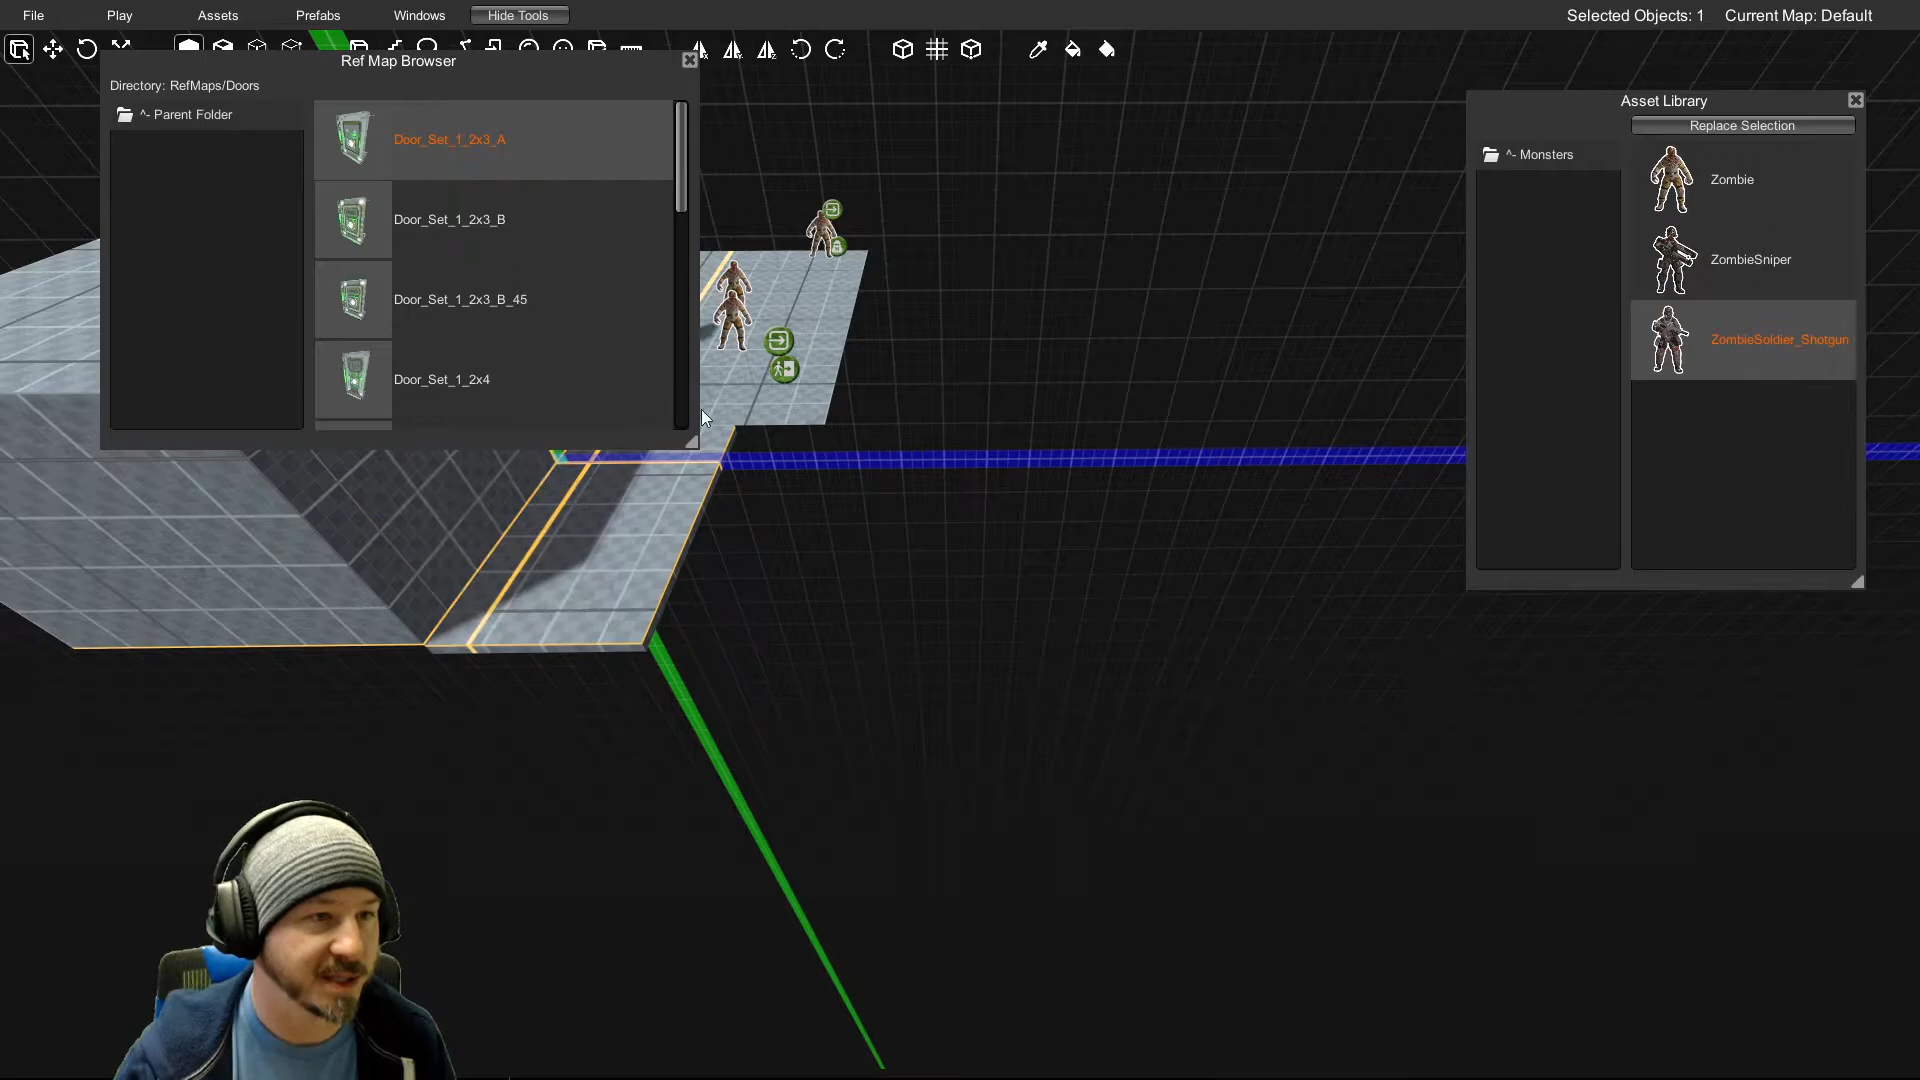 File Play Assets Prefabs Windows Hide Tools Selected Objects: 1 Current Map: Default
Ref Map Browser
Directory: RefMaps/Doors
^- Parent Folder
Door_Set_1_2x3_A
Door_Set_1_2x3_B
Door_Set_1_2x3_B_45
Door_Set_1_2x4
Asset Library
Replace Selection
^- Monsters
Zombie
ZombieSniper
ZombieSoldier_Shotgun